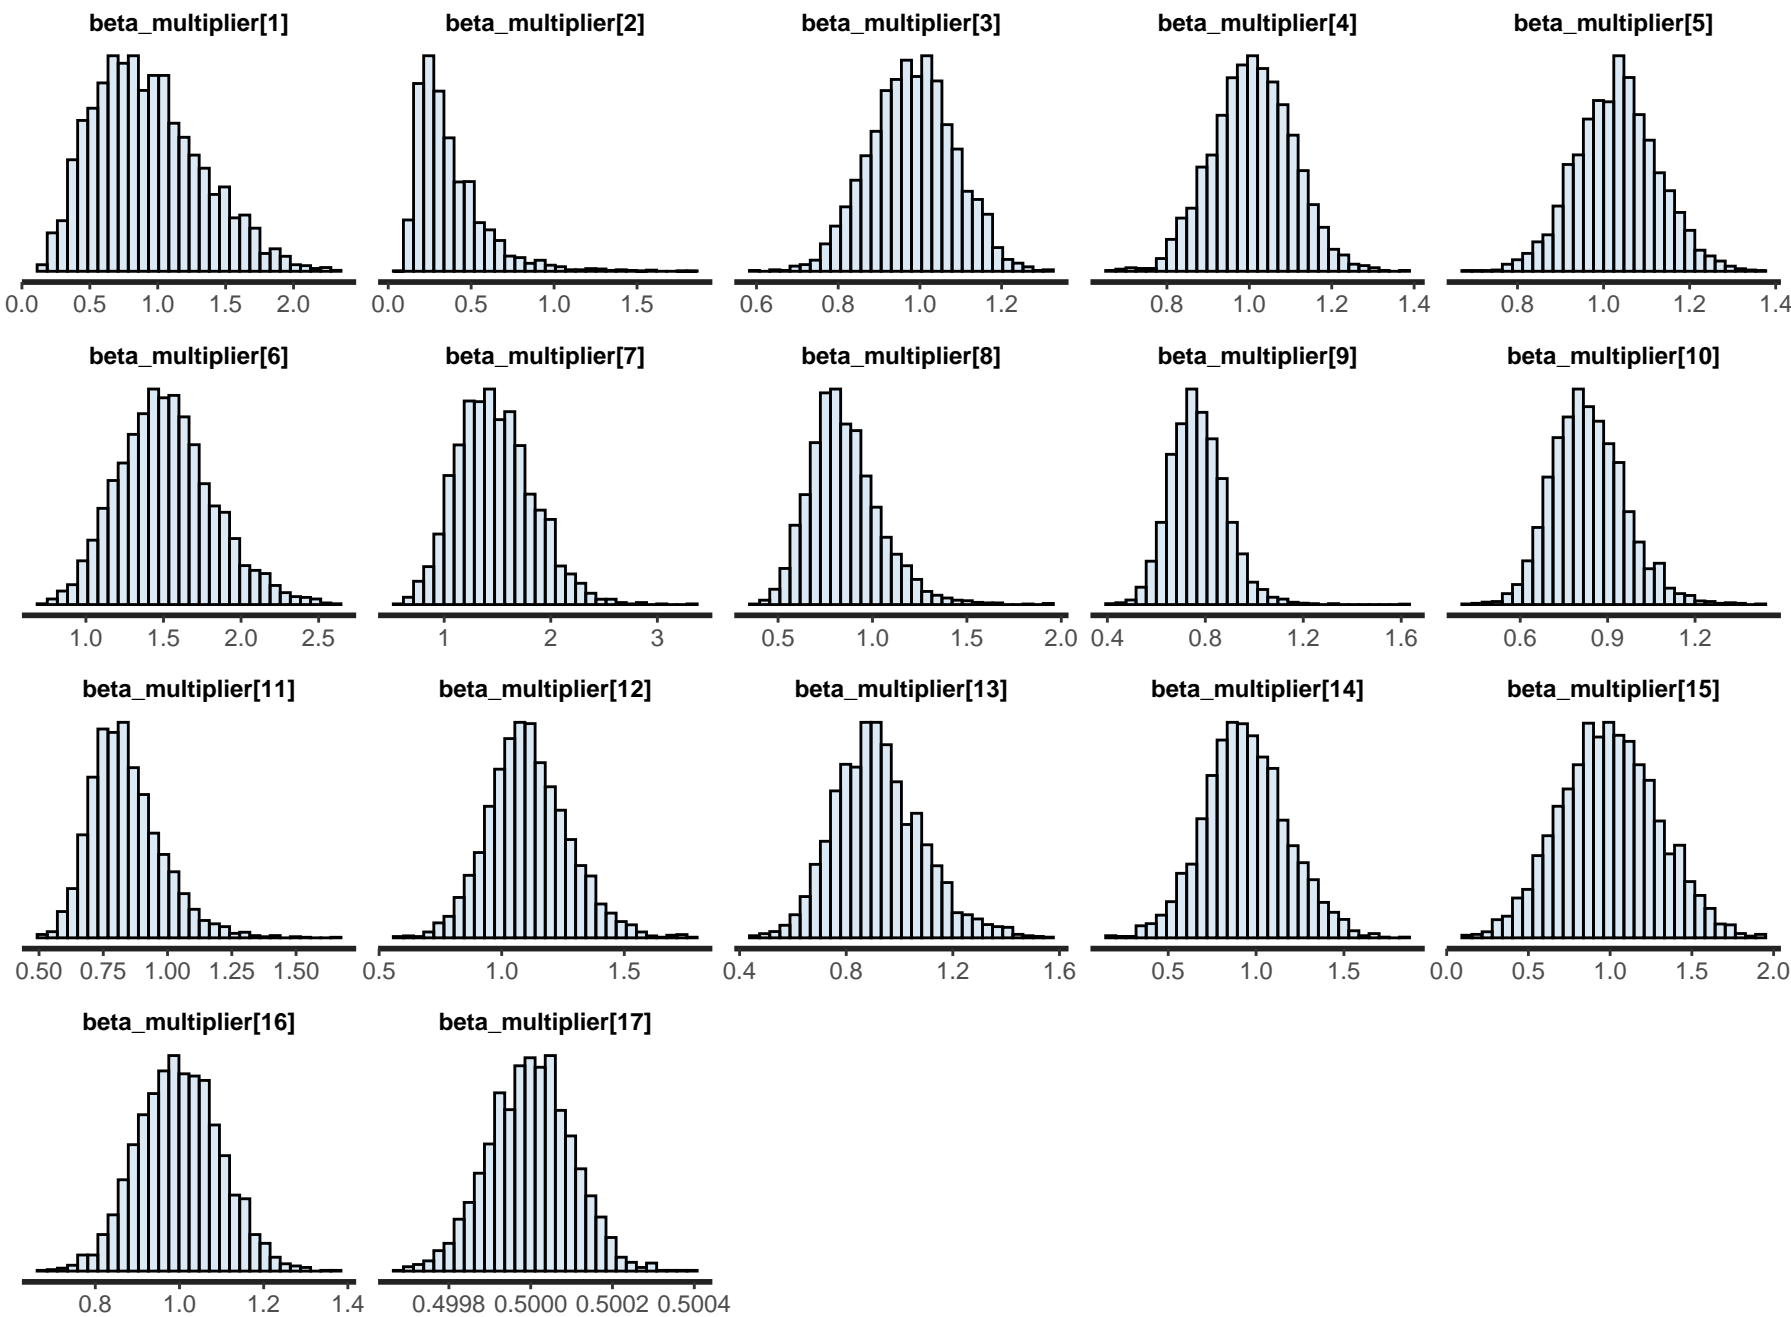 beta_multiplier[1] beta_multiplier[2] beta_multiplier[3] beta_multiplier[4] beta_multiplier[5]
0.0 0.5 1.0 1.5 2.0 0.0 0.5 1.0 1.5 0.6 0.8 1.0 1.2 0.8 1.0 1.2 1.4 0.8 1.0 1.2 1.4
beta_multiplier[6] beta_multiplier[7] beta_multiplier[8] beta_multiplier[9] beta_multiplier[10]
1.0 1.5 2.0 2.5 1 2 3 0.5 1.0 1.5 2.0 0.4 0.8 1.2 1.6 0.6 0.9 1.2
beta_multiplier[11] beta_multiplier[12] beta_multiplier[13] beta_multiplier[14] beta_multiplier[15]
0.50 0.75 1.00 1.25 1.50 0.5 1.0 1.5 0.4 0.8 1.2 1.6 0.5 1.0 1.5 0.0 0.5 1.0 1.5 2.0
beta_multiplier[16] beta_multiplier[17]
0.8 1.0 1.2 1.4 0.4998 0.5000 0.5002 0.5004